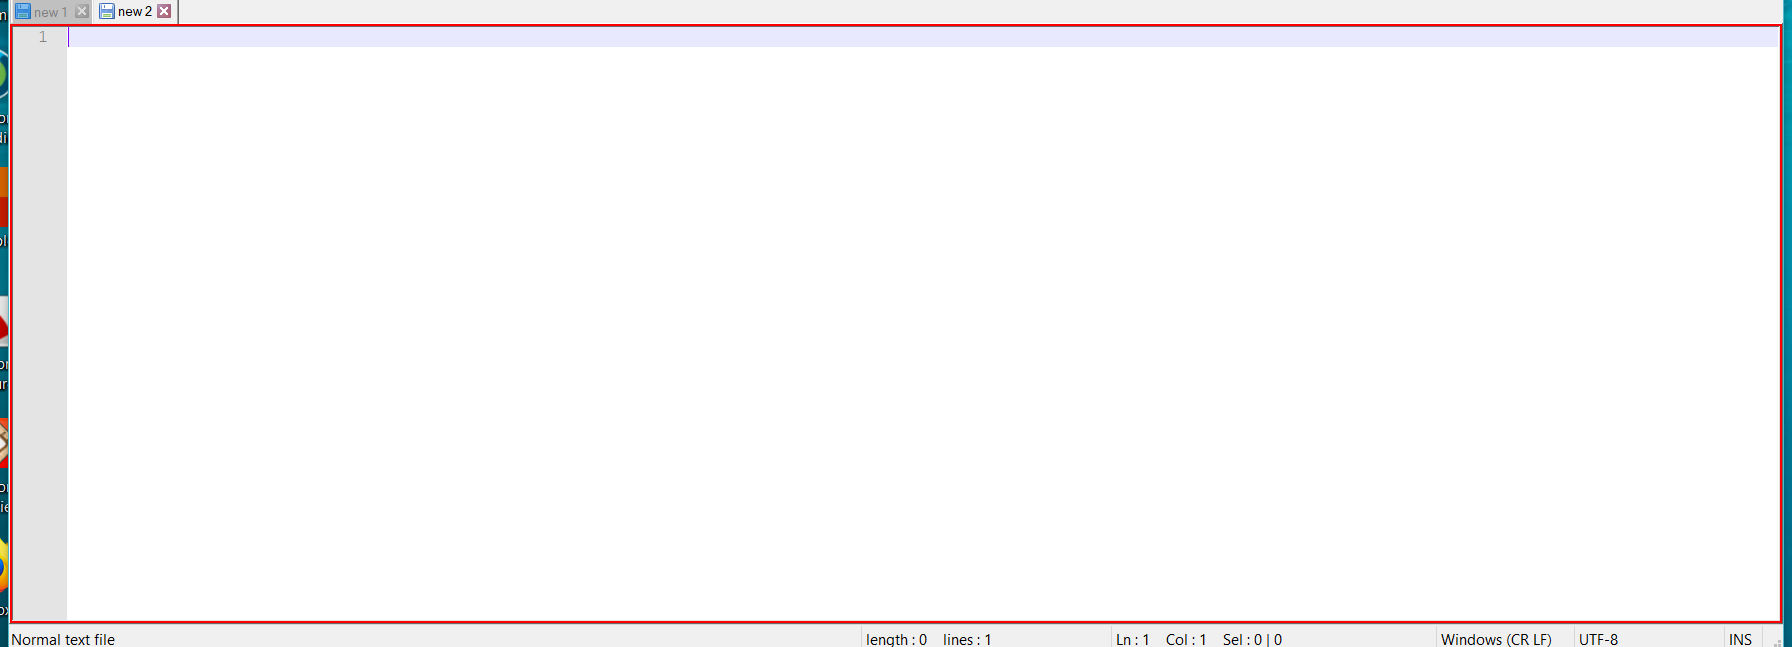 new 1 new 2
1
Normal text file length : 0 lines : 1 Ln : 1 Col : 1 Sel : 0 | 0 Windows (CR LF) UTF-8 INS